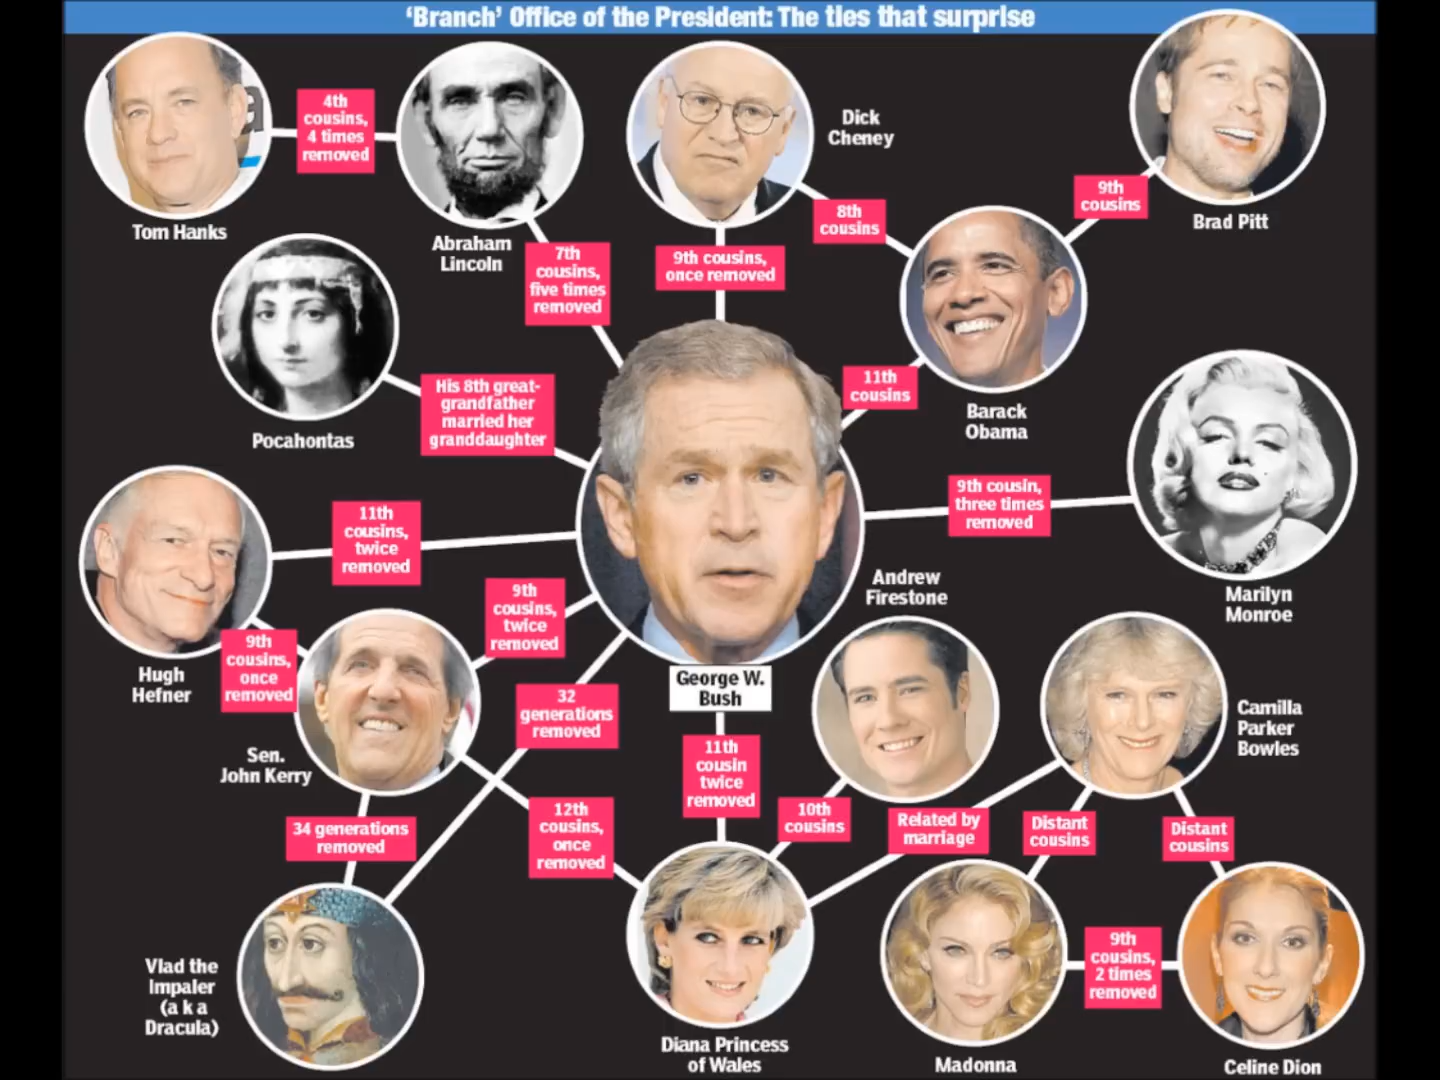 ‘Branch’ Office of the President: The ties that surprise
4th
cousins,
4 times
removed
Tom Hanks
Abraham
Lincoln
7th
cousins,
five times
removed
Dick
Cheney
9th cousins,
once removed
8th
cousins
9th
cousins
Brad Pitt
Pocahontas
His 8th great-
grandfather
married her
granddaughter
11th
cousins
Barack
Obama
11th
cousins,
twice
removed
9th cousin,
three times
removed
Marilyn
Monroe
Hugh
Hefner
9th
cousins,
once
removed
9th
cousins,
twice
removed
Sen.
John Kerry
32
generations
removed
George W.
Bush
Andrew
Firestone
Camilla
Parker
Bowles
34 generations
removed
12th
cousins,
once
removed
11th
cousin
twice
removed
10th
cousins
Related by
marriage
Distant
cousins
Distant
cousins
Vlad the
Impaler
(a k a
Dracula)
Diana Princess
of Wales
Madonna
9th
cousins,
2 times
removed
Celine Dion